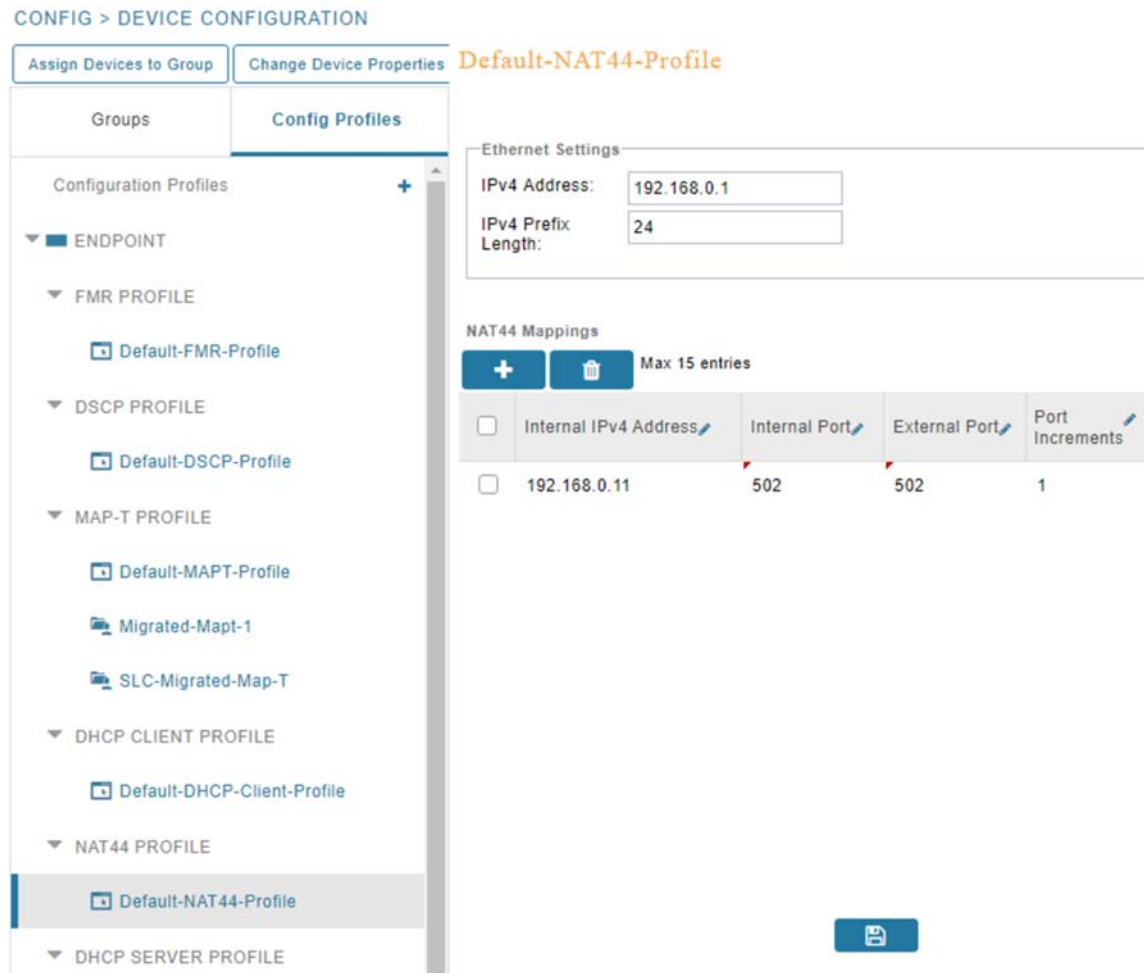 CONFIG > DEVICE CONFIGURATION
Assign Devices to Group
Change Device Properties
Default-NAT44-Profile
Groups
Config Profiles
Configuration Profiles
ENDPOINT
FMR PROFILE
Default-FMR-Profile
DSCP PROFILE
Default-DSCP-Profile
MAP-T PROFILE
Default-MAPT-Profile
Migrated-Mapt-1
SLC-Migrated-Map-T
DHCP CLIENT PROFILE
Default-DHCP-Client-Profile
NAT44 PROFILE
Default-NAT44-Profile
DHCP SERVER PROFILE
Ethernet Settings
IPv4 Address: 192.168.0.1
IPv4 Prefix
Length: 24
NAT44 Mappings
Max 15 entries
Internal IPv4 Address Internal Port External Port Port
Increments
192.168.0.11 502 502 1